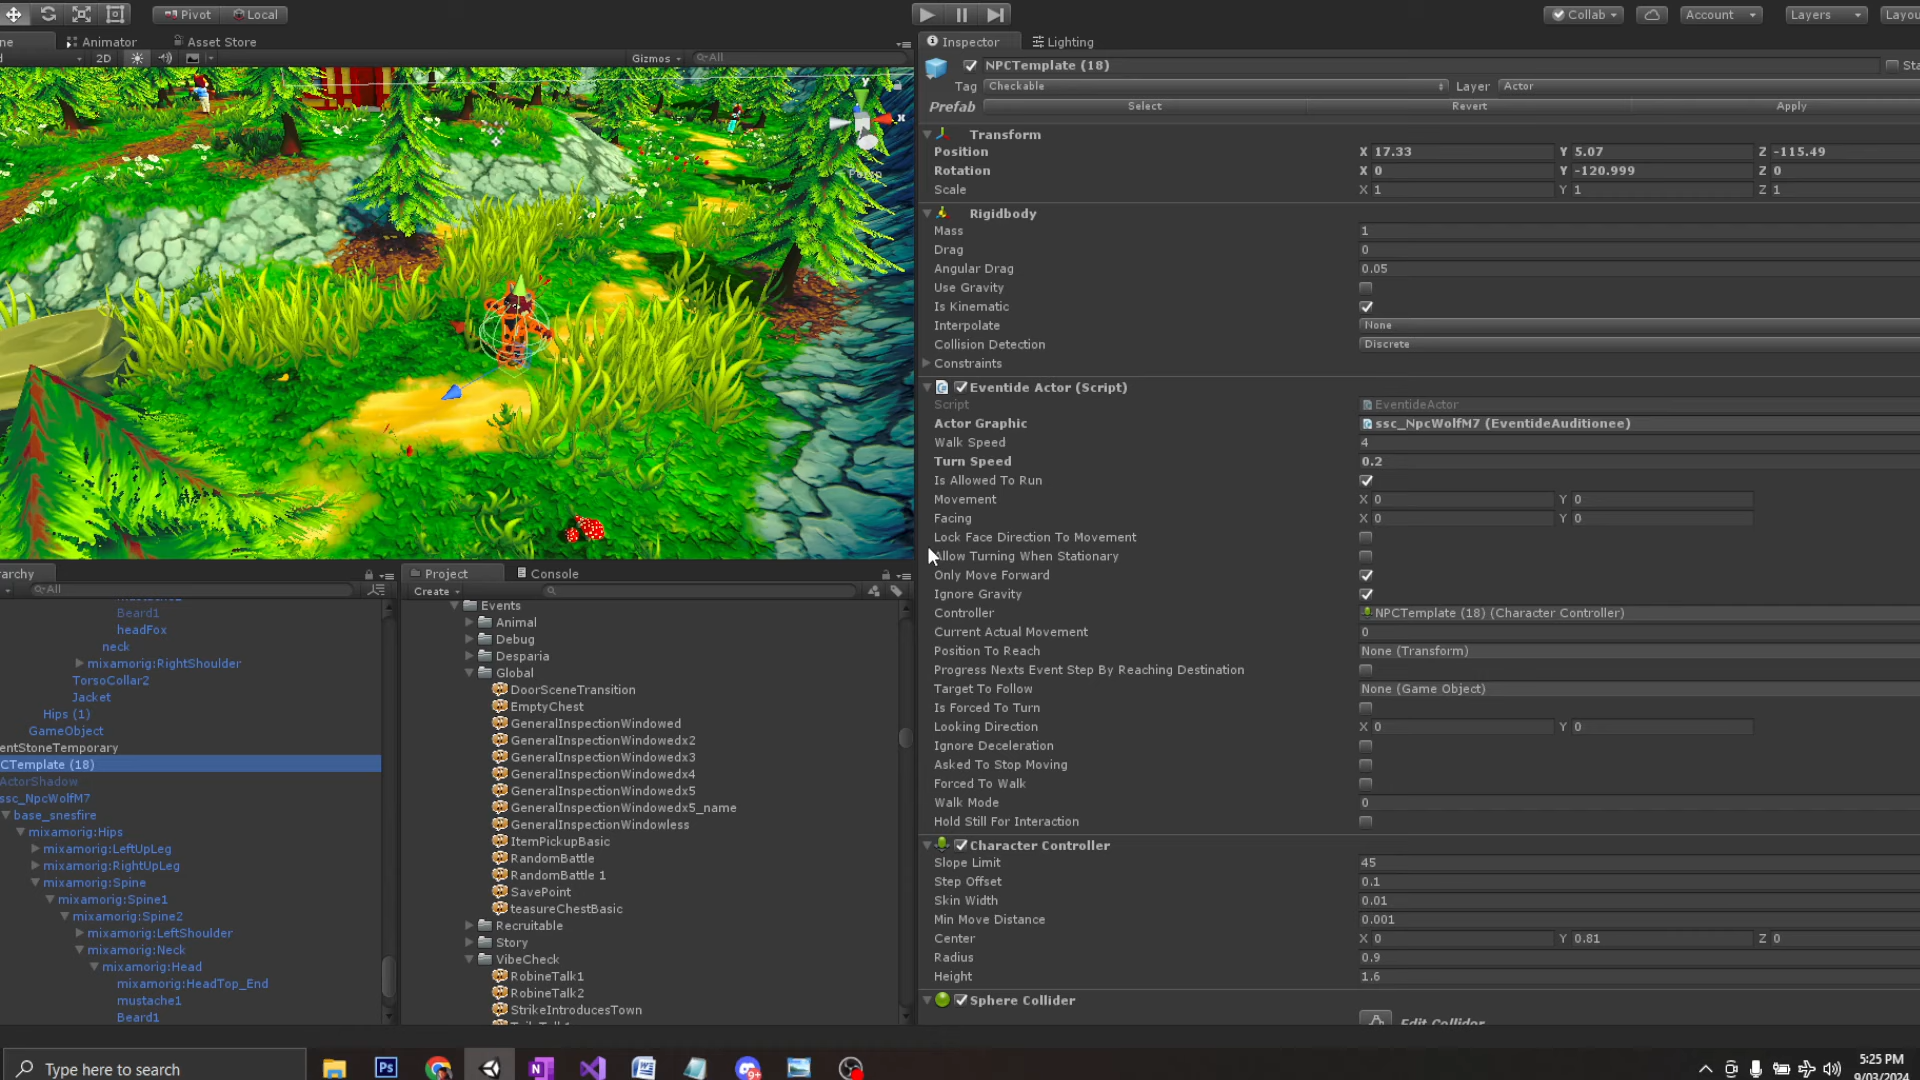 Pivot Local Collab Account Layers Layou
ne Animator Asset Store
2D Gizmos All
Persp
Inspector Lighting
NPCTemplate (18) Sta
Tag Checkable Layer Actor
Prefab Select Revert Apply
Transform
Position X 17.33 Y 5.07 Z -115.49
Rotation X 0 Y -120.999 Z 0
Scale X 1 Y 1 Z 1
Rigidbody
Mass 1
Drag 0
Angular Drag 0.05
Use Gravity
Is Kinematic
Interpolate None
Collision Detection Discrete
Constraints
Eventide Actor (Script)
Script EventideActor
Actor Graphic ssc_NpcWolfM7 (EventideAuditionee)
Walk Speed 4
Turn Speed 0.2
Is Allowed To Run
Movement X 0 Y 0
Facing X 0 Y 0
Lock Face Direction To Movement
Allow Turning When Stationary
Only Move Forward
Ignore Gravity
Controller NPCTemplate (18) (Character Controller)
Current Actual Movement 0
Position To Reach None (Transform)
Progress Nexts Event Step By Reaching Destination
Target To Follow None (Game Object)
Is Forced To Turn
Looking Direction X 0 Y 0
Ignore Deceleration
Asked To Stop Moving
Forced To Walk
Walk Mode 0
Hold Still For Interaction
Character Controller
Slope Limit 45
Step Offset 0.1
Skin Width 0.01
Min Move Distance 0.001
Center X 0 Y 0.81 Z 0
Radius 0.9
Height 1.6
Sphere Collider
Edit Collider
rarchy
All
Beard1
headFox
neck
mixamorig:RightShoulder
TorsoCollar2
Jacket
Hips (1)
GameObject
entStoneTemporary
CTemplate (18)
ActorShadow
ssc_NpcWolfM7
base_snesfire
mixamorig:Hips
mixamorig:LeftUpLeg
mixamorig:RightUpLeg
mixamorig:Spine
mixamorig:Spine1
mixamorig:Spine2
mixamorig:LeftShoulder
mixamorig:Neck
mixamorig:Head
mixamorig:HeadTop_End
mustache1
Beard1
Project Console
Create
Events
Animal
Debug
Desparia
Global
DoorSceneTransition
EmptyChest
GeneralInspectionWindowed
GeneralInspectionWindowedx2
GeneralInspectionWindowedx3
GeneralInspectionWindowedx4
GeneralInspectionWindowedx5
GeneralInspectionWindowedx5_name
GeneralInspectionWindowless
ItemPickupBasic
RandomBattle
RandomBattle 1
SavePoint
teasureChestBasic
Recruitable
Story
VibeCheck
RobineTalk1
RobineTalk2
StrikeIntroducesTown
Type here to search
5:25 PM
9/03/2024